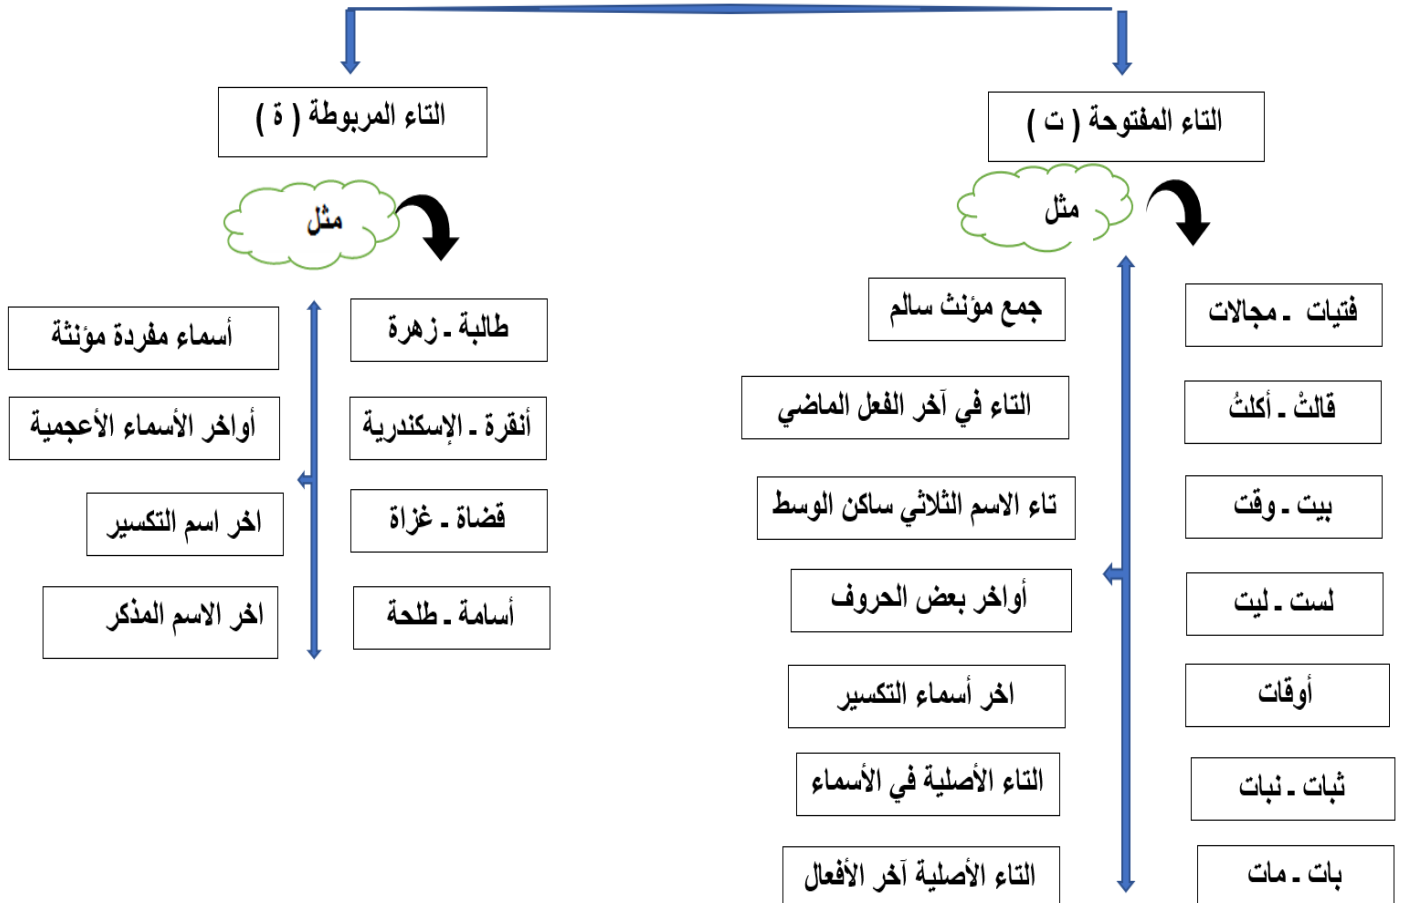 التاء المفتوحة ( ت )
مثل
فتيات ـ مجالات
جمع مؤنث سالم
قالتْ ـ أكلتْ
التاء في آخر الفعل الماضي
بيت ـ وقت
تاء الاسم الثلاثي ساكن الوسط
لست ـ ليت
أواخر بعض الحروف
أوقات
اخر أسماء التكسير
ثبات ـ نبات
التاء الأصلية في الأسماء
بات ـ مات
التاء الأصلية آخر الأفعال
التاء المربوطة ( ة )
مثل
طالبة ـ زهرة
أسماء مفردة مؤنثة
أنقرة ـ الإسكندرية
أواخر الأسماء الأعجمية
قضاة ـ غزاة
اخر اسم التكسير
أسامة ـ طلحة
اخر الاسم المذكر